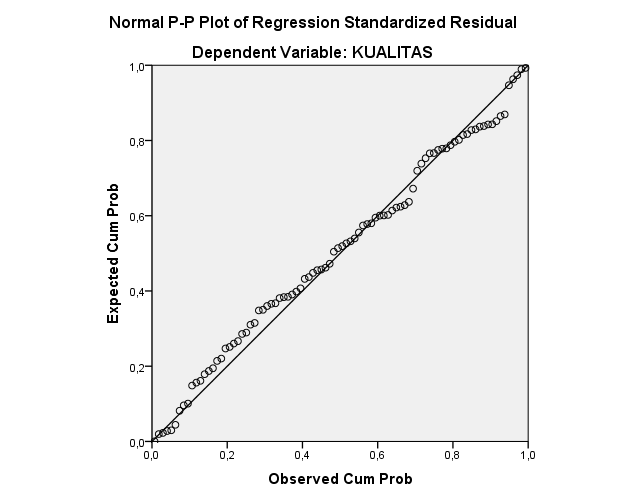 Normal P-P Plot of Regression Standardized Residual
Dependent Variable: KUALITAS
Expected Cum Prob
1,0
0,8
0,6
0,4
0,2
0,0
0,0 0,2 0,4 0,6 0,8 1,0
Observed Cum Prob